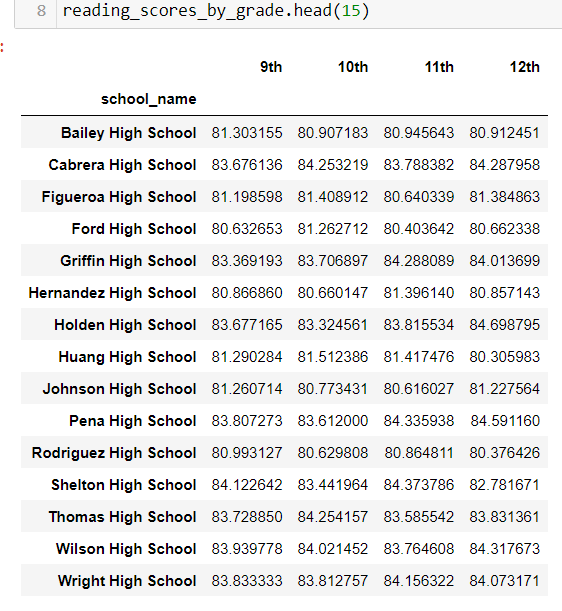 8 reading_scores_by_grade.head(15)
:
9th 10th 11th 12th
school_name
Bailey High School 81.303155 80.907183 80.945643 80.912451
Cabrera High School 83.676136 84.253219 83.788382 84.287958
Figueroa High School 81.198598 81.408912 80.640339 81.384863
Ford High School 80.632653 81.262712 80.403642 80.662338
Griffin High School 83.369193 83.706897 84.288089 84.013699
Hernandez High School 80.866860 80.660147 81.396140 80.857143
Holden High School 83.677165 83.324561 83.815534 84.698795
Huang High School 81.290284 81.512386 81.417476 80.305983
Johnson High School 81.260714 80.773431 80.616027 81.227564
Pena High School 83.807273 83.612000 84.335938 84.591160
Rodriguez High School 80.993127 80.629808 80.864811 80.376426
Shelton High School 84.122642 83.441964 84.373786 82.781671
Thomas High School 83.728850 84.254157 83.585542 83.831361
Wilson High School 83.939778 84.021452 83.764608 84.317673
Wright High School 83.833333 83.812757 84.156322 84.073171